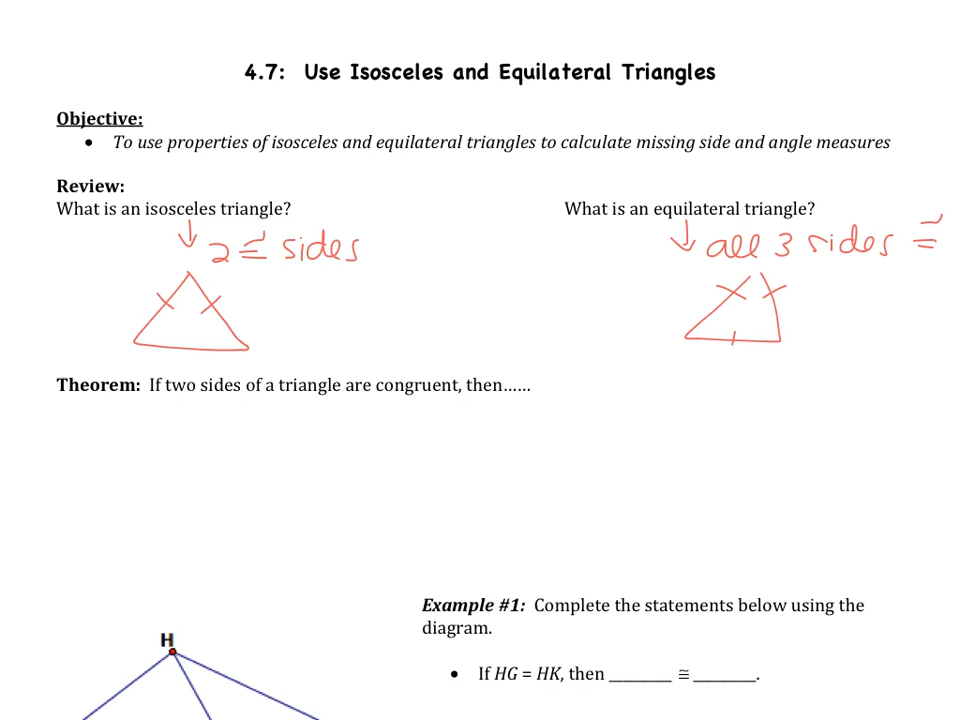 4.7: Use Isosceles and Equilateral Triangles
Objective:
• To use properties of isosceles and equilateral triangles to calculate missing side and angle measures
Review:
What is an isosceles triangle? What is an equilateral triangle?
↓ 2 ≅ sides ↓ all 3 sides ≅
Theorem: If two sides of a triangle are congruent, then......
Example #1: Complete the statements below using the
diagram.
H
• If HG = HK, then ________ ≅ ________.